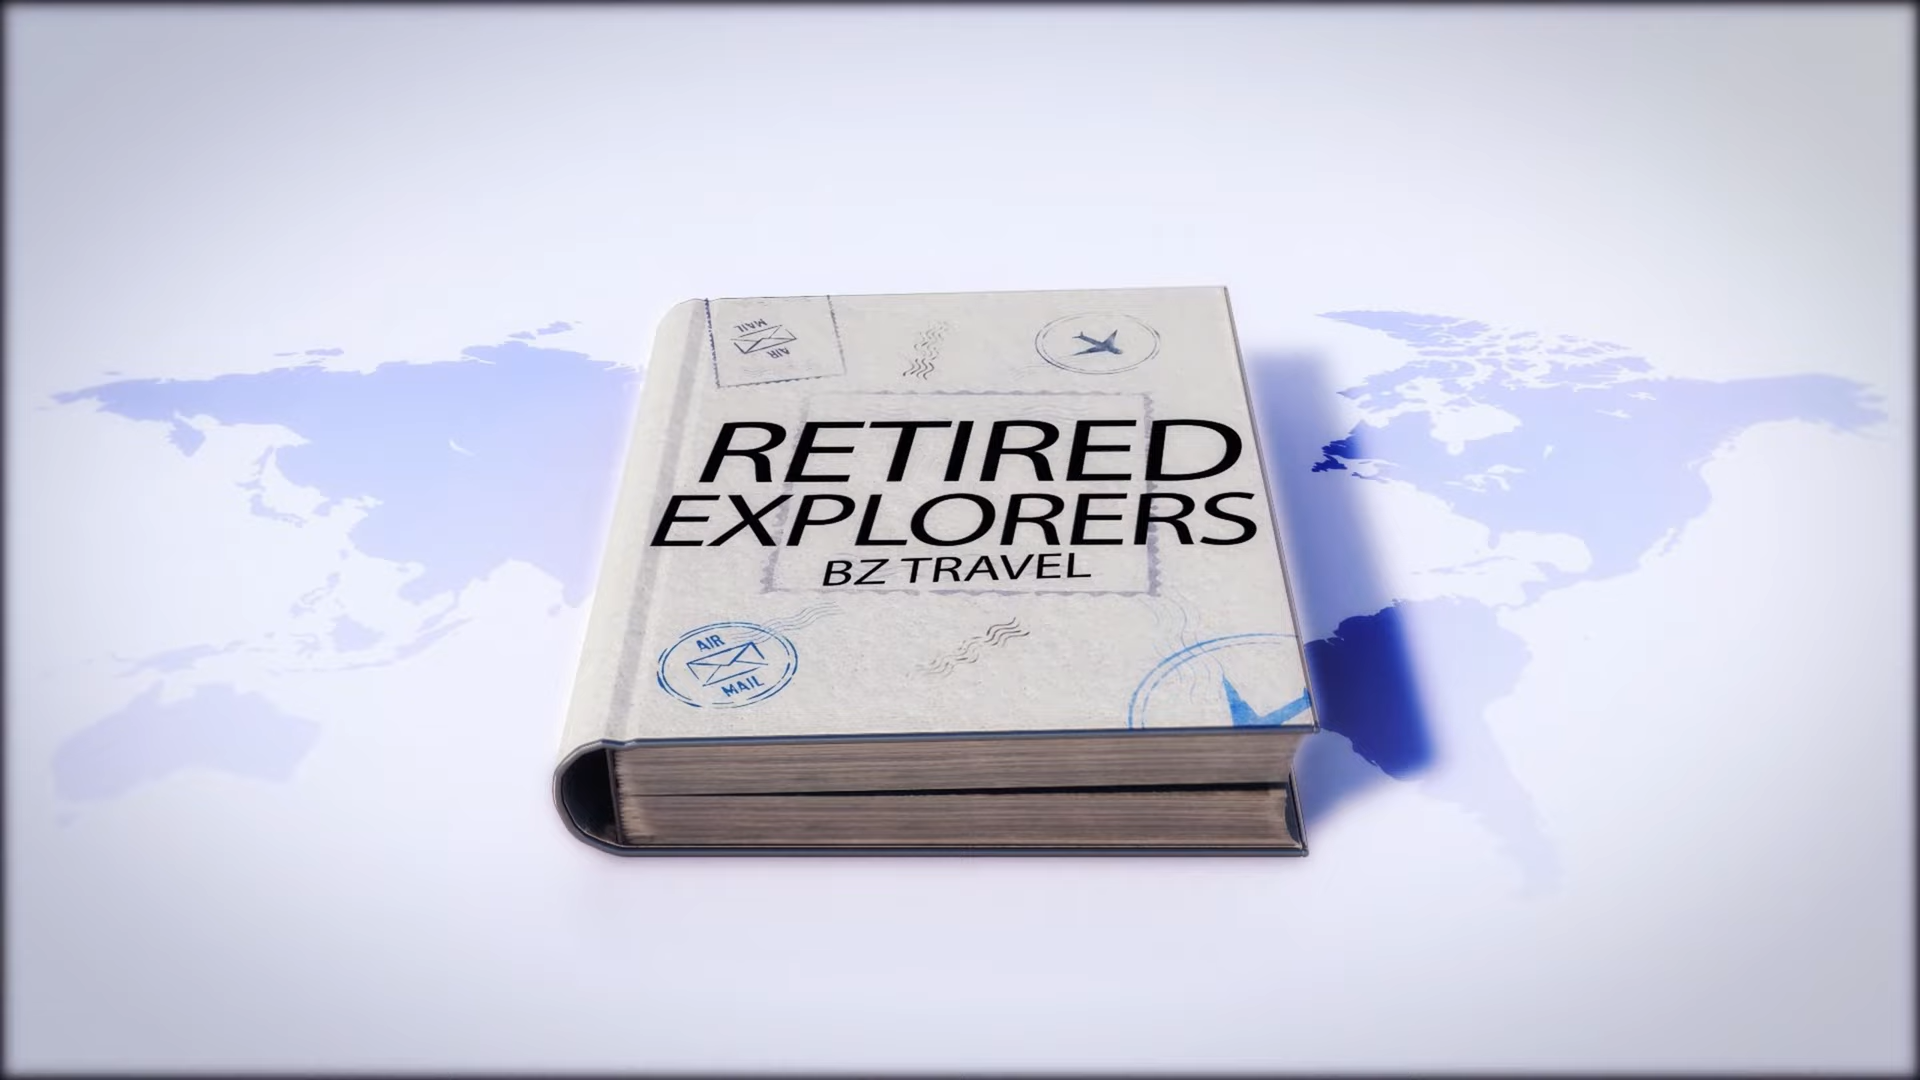 MAIL
AIR
RETIRED
EXPLORERS
BZ TRAVEL
AIR
MAIL